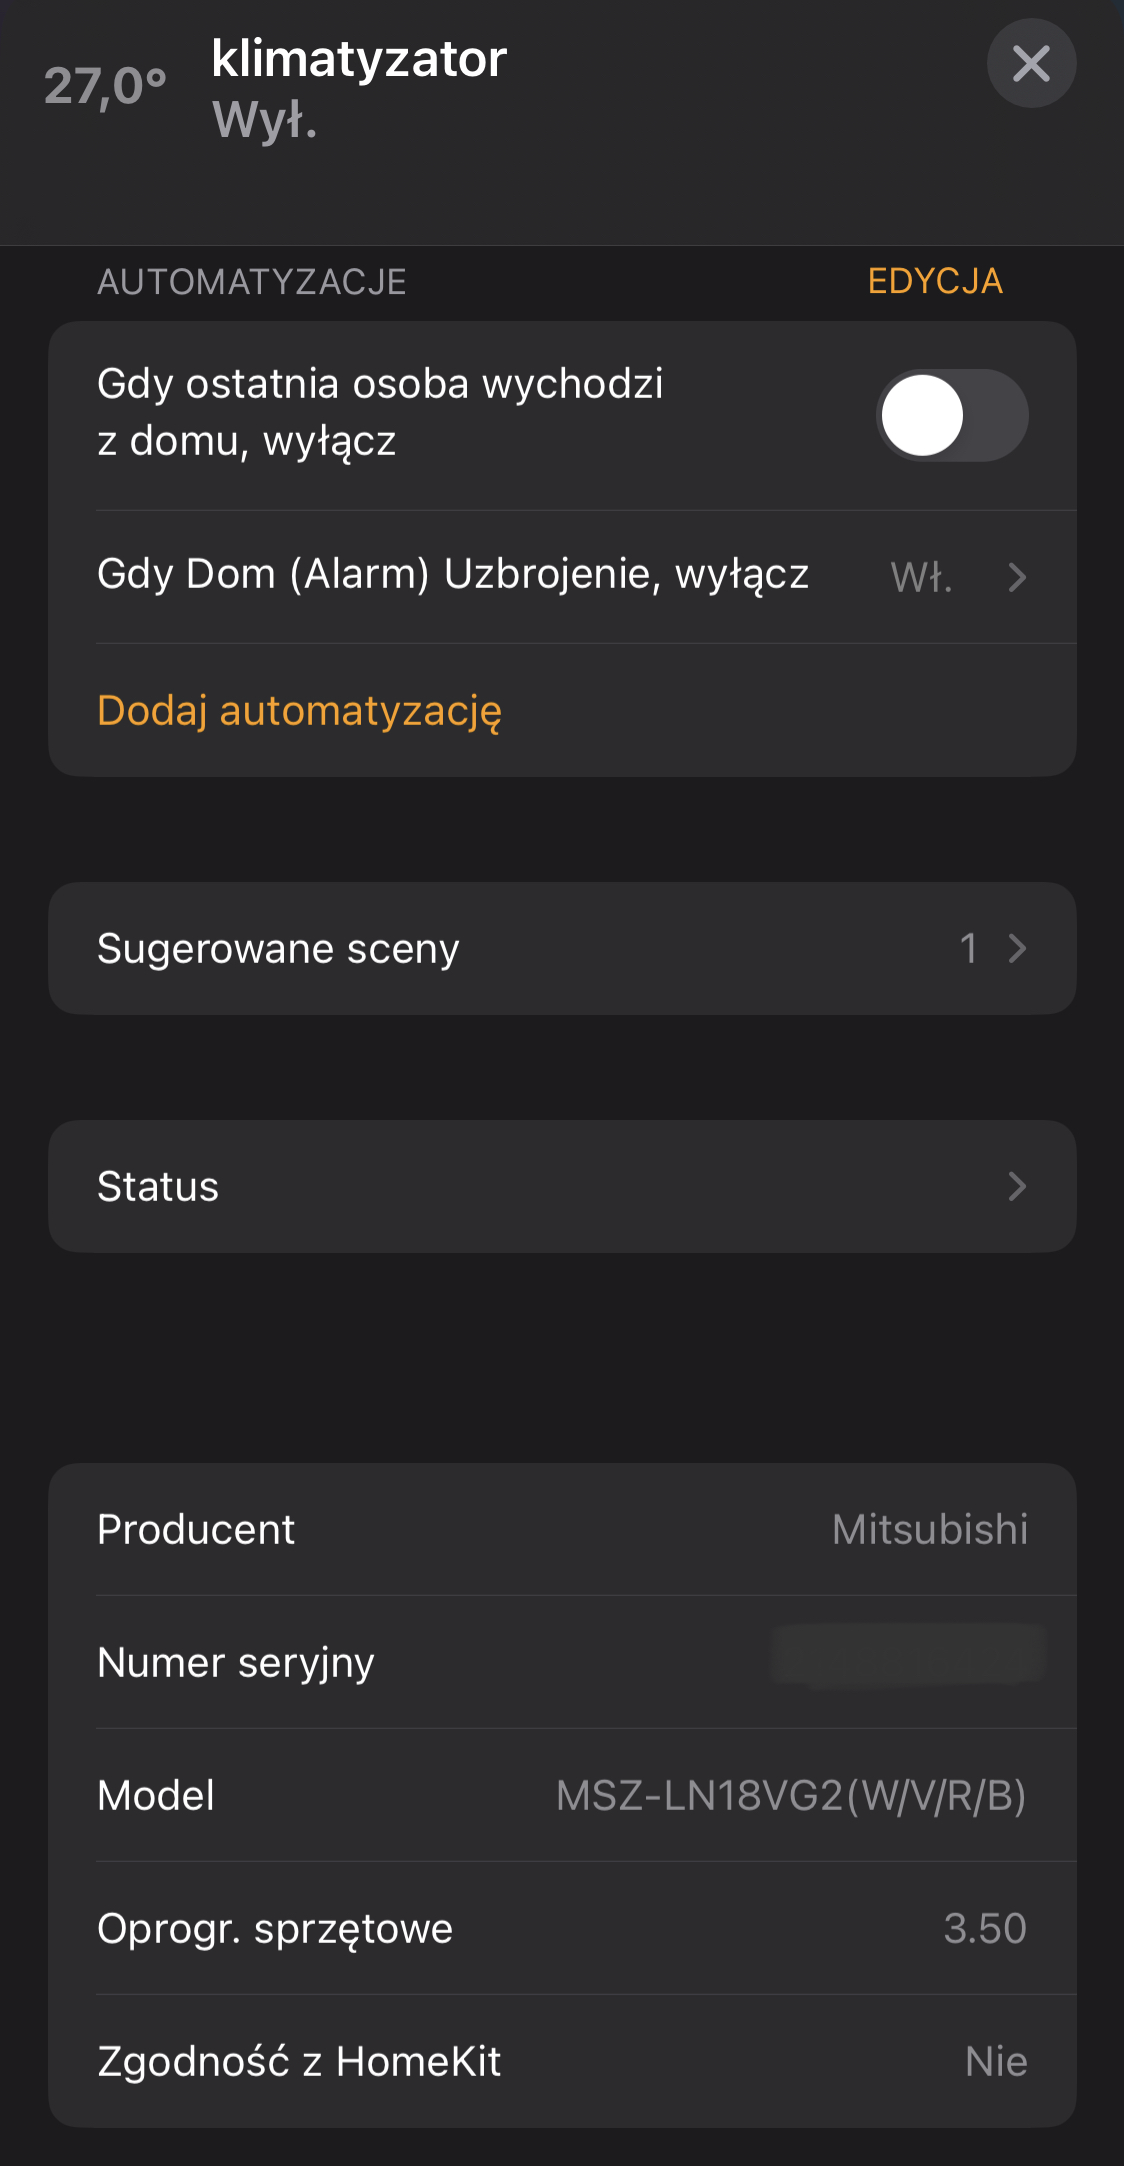 27,0°
klimatyzator
Wył.
AUTOMATYZACJE
EDYCJA
Gdy ostatnia osoba wychodzi
z domu, wyłącz
Gdy Dom (Alarm) Uzbrojenie, wyłącz
Wł.
Dodaj automatyzację
Sugerowane sceny
1
Status
Producent
Mitsubishi
Numer seryjny
Model
MSZ-LN18VG2(W/V/R/B)
Oprogr. sprzętowe
3.50
Zgodność z HomeKit
Nie